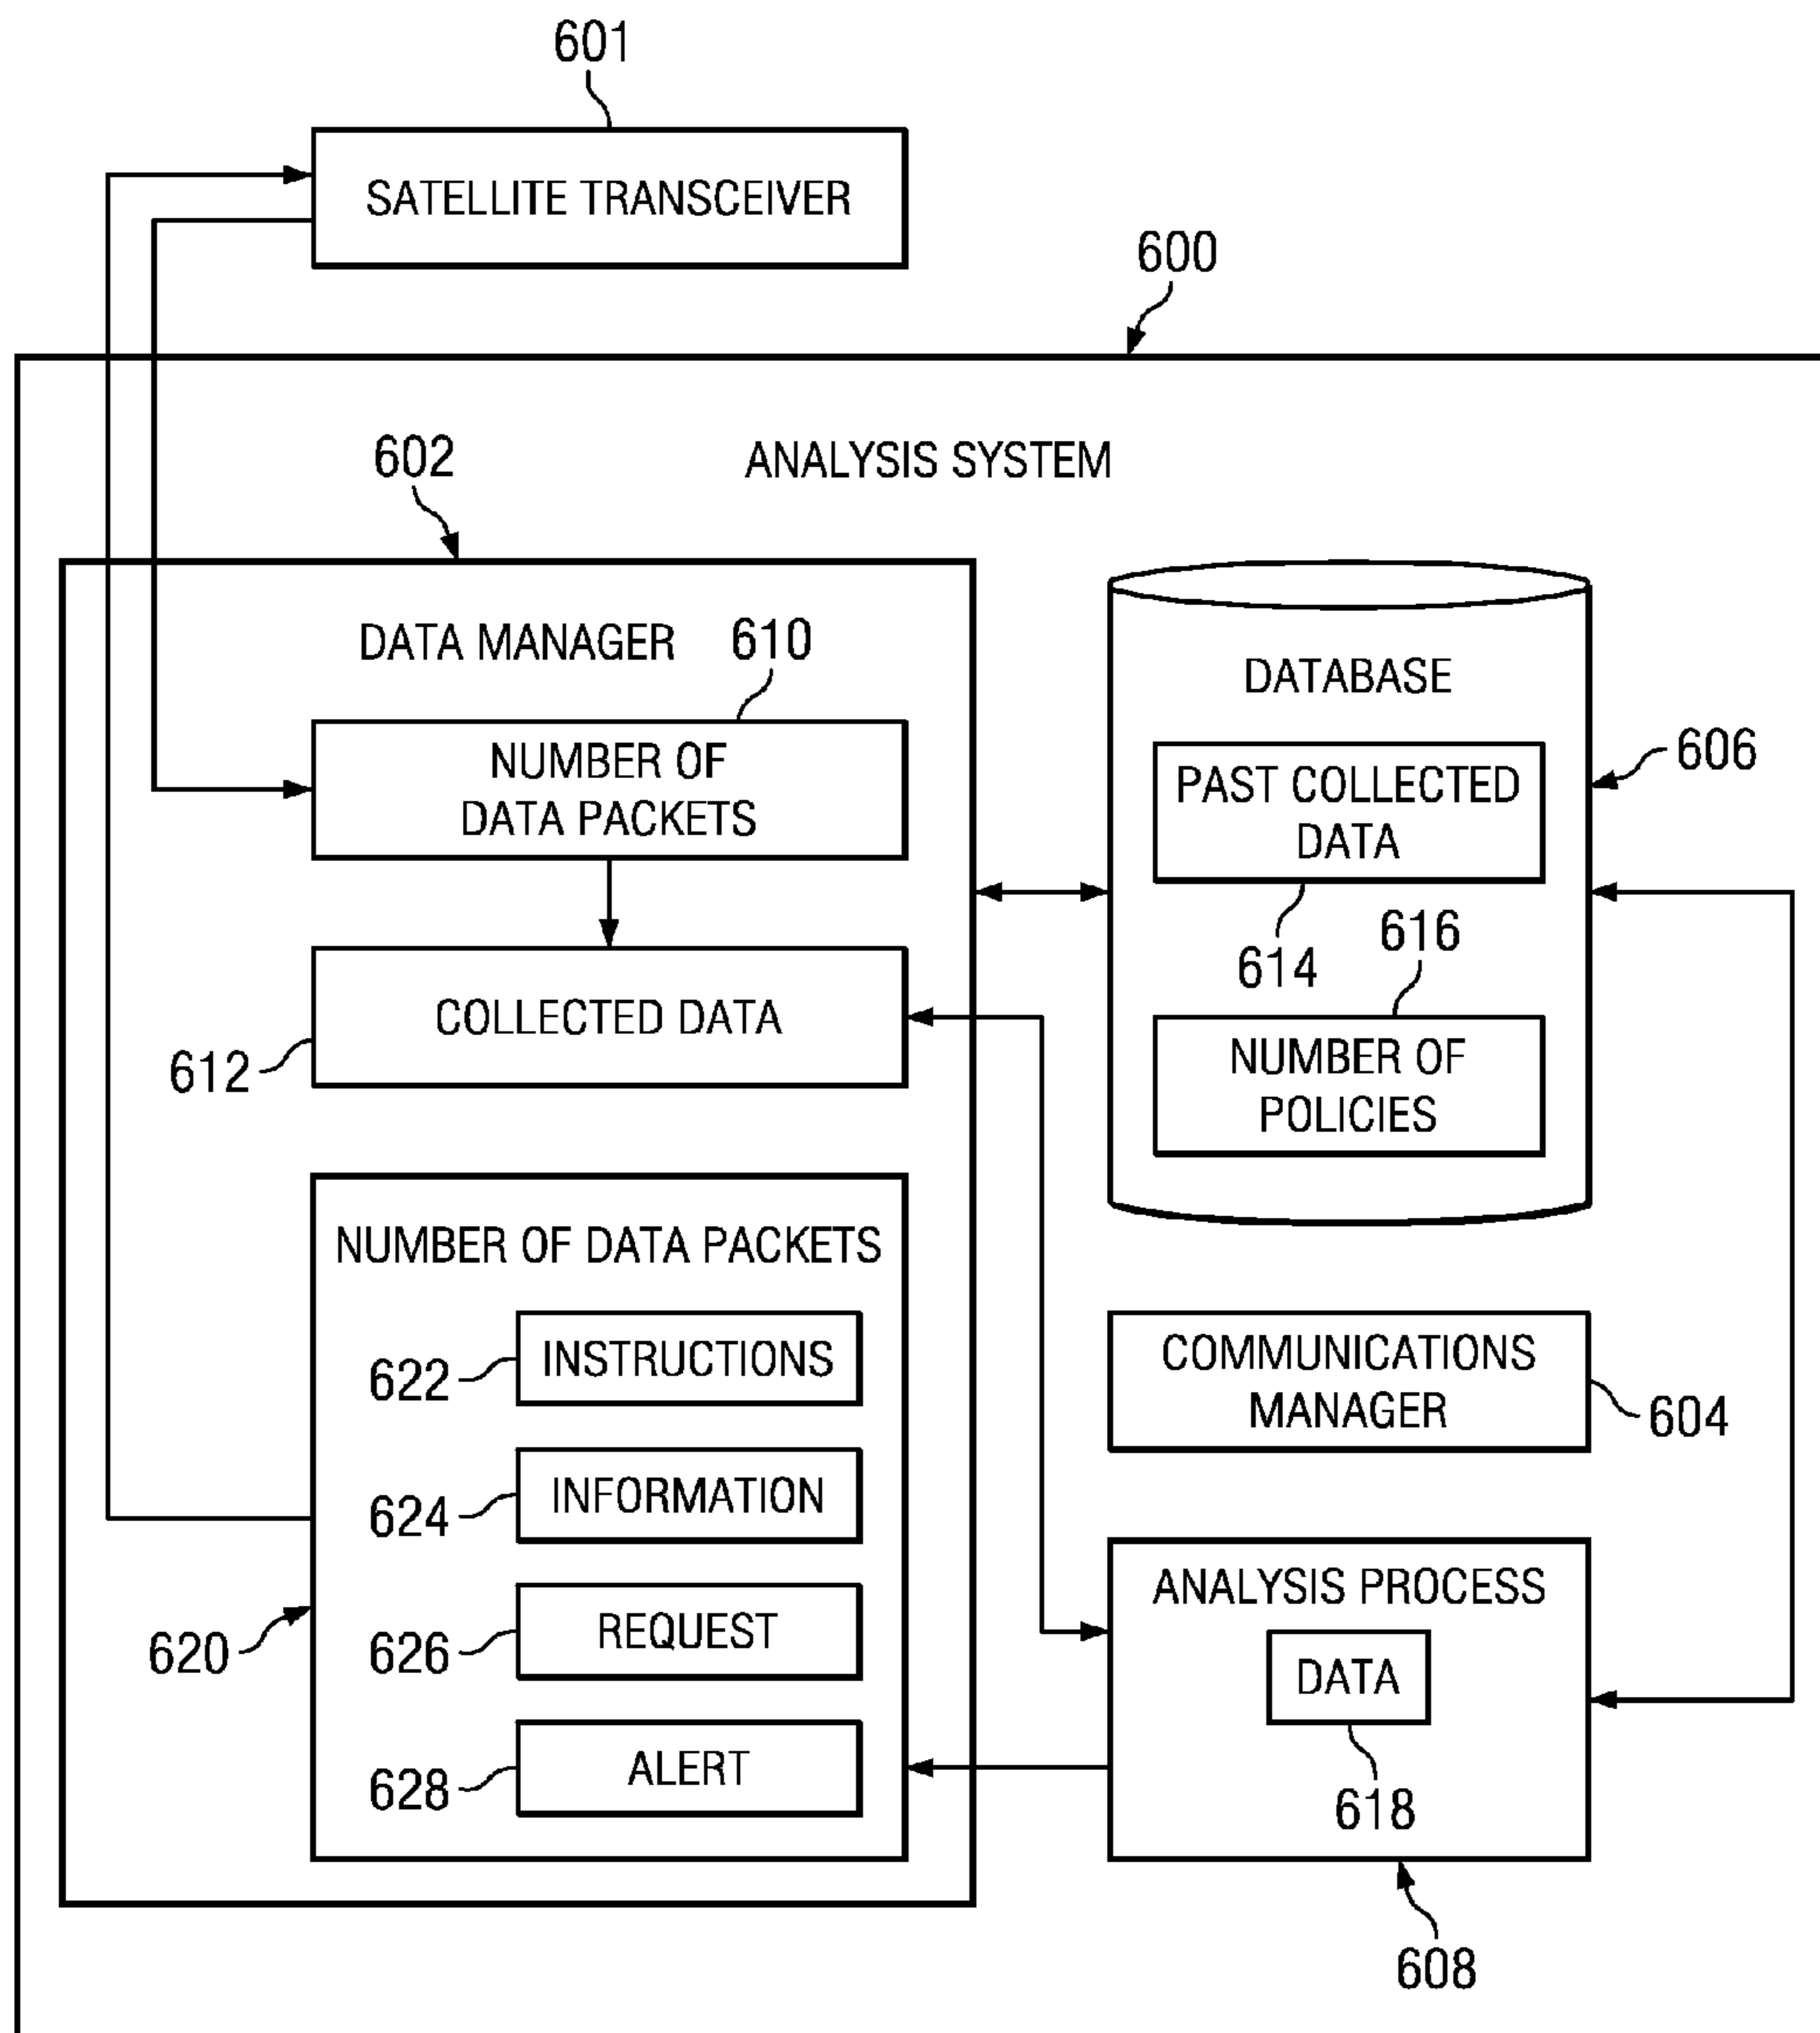 601
SATELLITE TRANSCEIVER
600
ANALYSIS SYSTEM
602
DATA MANAGER
610
NUMBER OF
DATA PACKETS
COLLECTED DATA
612
NUMBER OF DATA PACKETS
622
INSTRUCTIONS
624
INFORMATION
626
REQUEST
628
ALERT
620
DATABASE
606
PAST COLLECTED
DATA
614
616
NUMBER OF
POLICIES
COMMUNICATIONS
MANAGER
604
ANALYSIS PROCESS
DATA
618
608